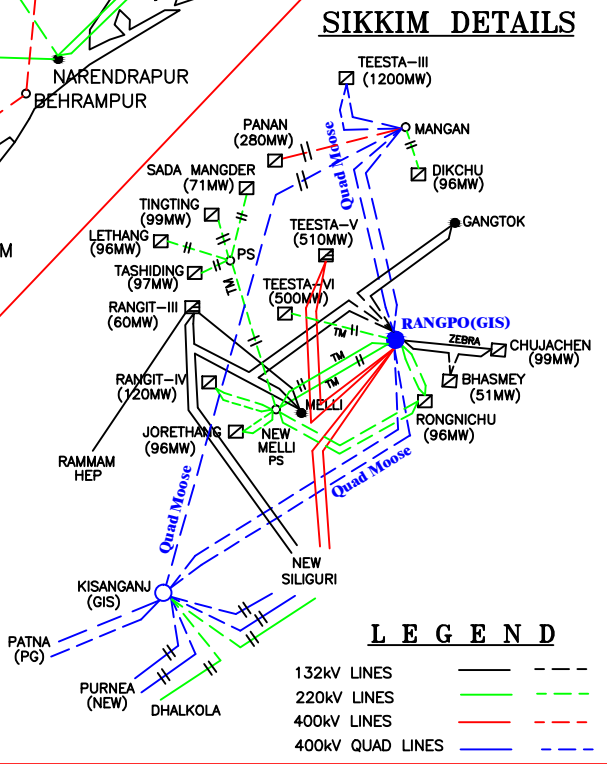 SIKKIM DETAILS
NARENDRAPUR
BEHRAMPUR
M
TEESTA-III
(1200MW)
Quad Moose
MANGAN
PANAN
(280MW)
DIKCHU
(96MW)
SADA MANGDER
(71MW)
TINGTING
(99MW)
LETHANG
(96MW)
PS
TASHIDING
(97MW)
TM
TEESTA-V
(510MW)
GANGTOK
TEESTA-VI
(500MW)
RANGIT-III
(60MW)
TM
RANGPO(GIS)
ZEBRA
CHUJACHEN
(99MW)
TM
TM
BHASMEY
(51MW)
RANGIT-IV
(120MW)
MELLI
RONGNICHU
(96MW)
JORETHANG
(96MW)
NEW
MELLI
PS
RAMMAM
HEP
Quad Moose
Quad Moose
NEW
SILIGURI
KISANGANJ
(GIS)
PATNA
(PG)
PURNEA
(NEW)
DHALKOLA
LEGEND
132kV LINES
220kV LINES
400kV LINES
400kV QUAD LINES